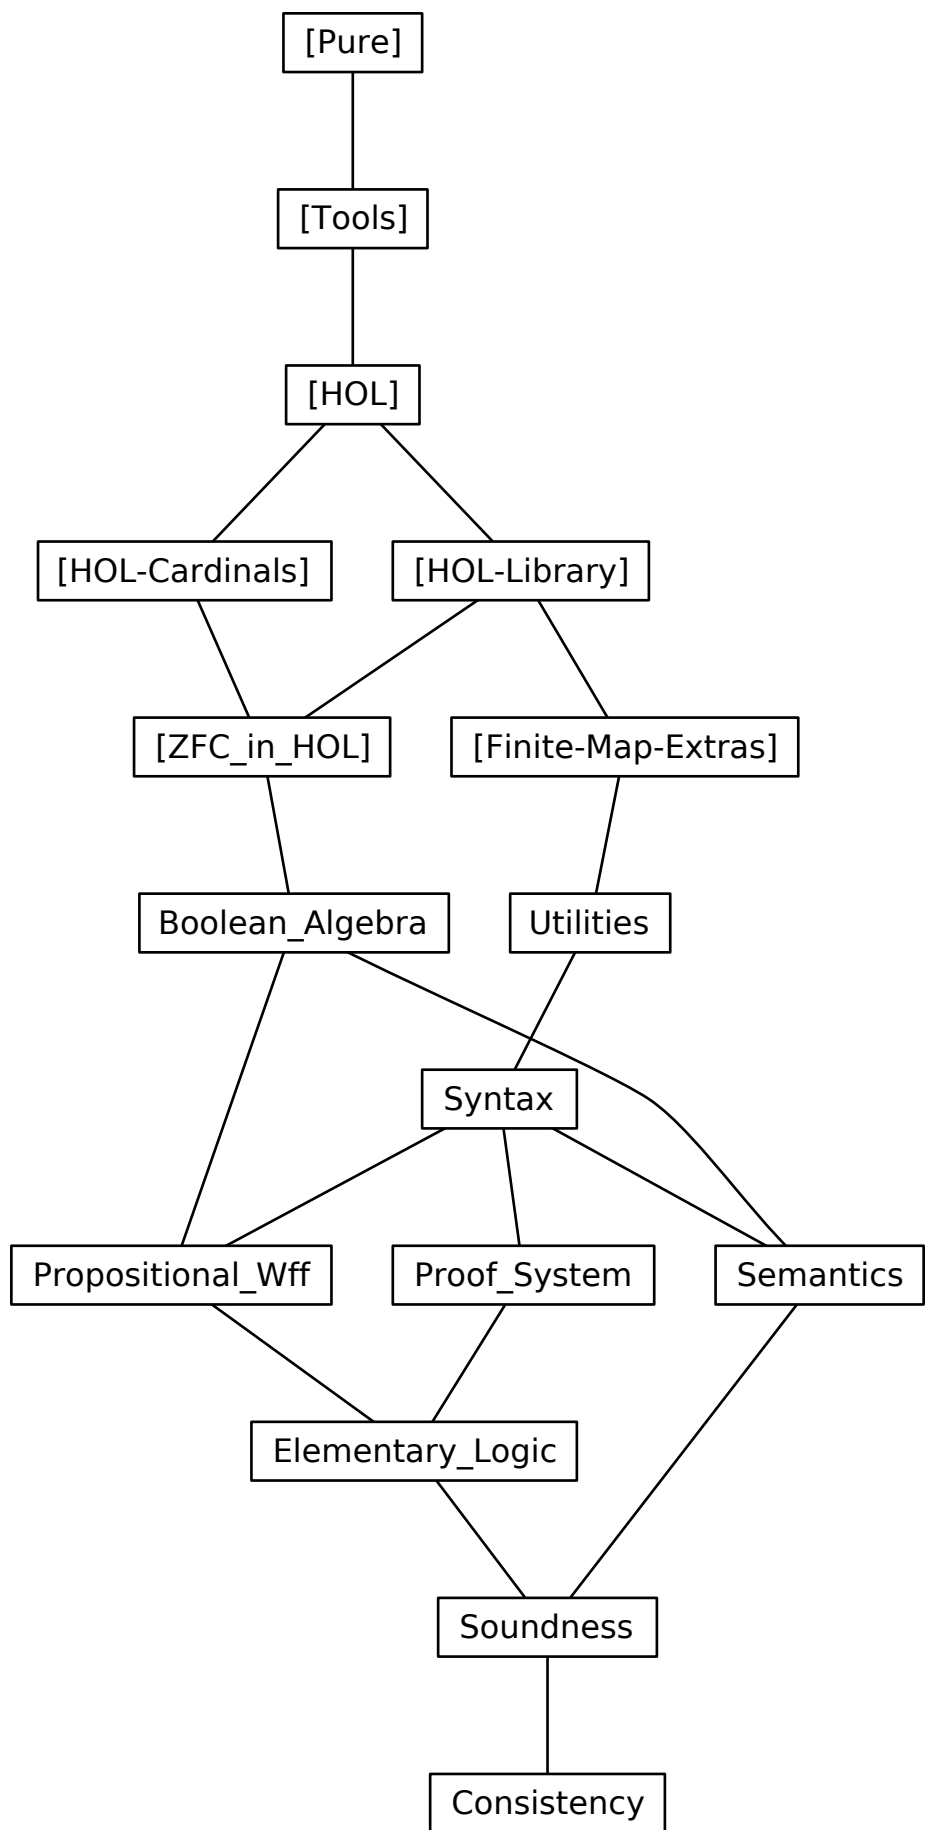 [Pure]
[Tools]
[HOL]
[HOL-Cardinals]
[HOL-Library]
[ZFC_in_HOL]
[Finite-Map-Extras]
Boolean_Algebra
Utilities
Syntax
Propositional_Wff
Proof_System
Semantics
Elementary_Logic
Soundness
Consistency